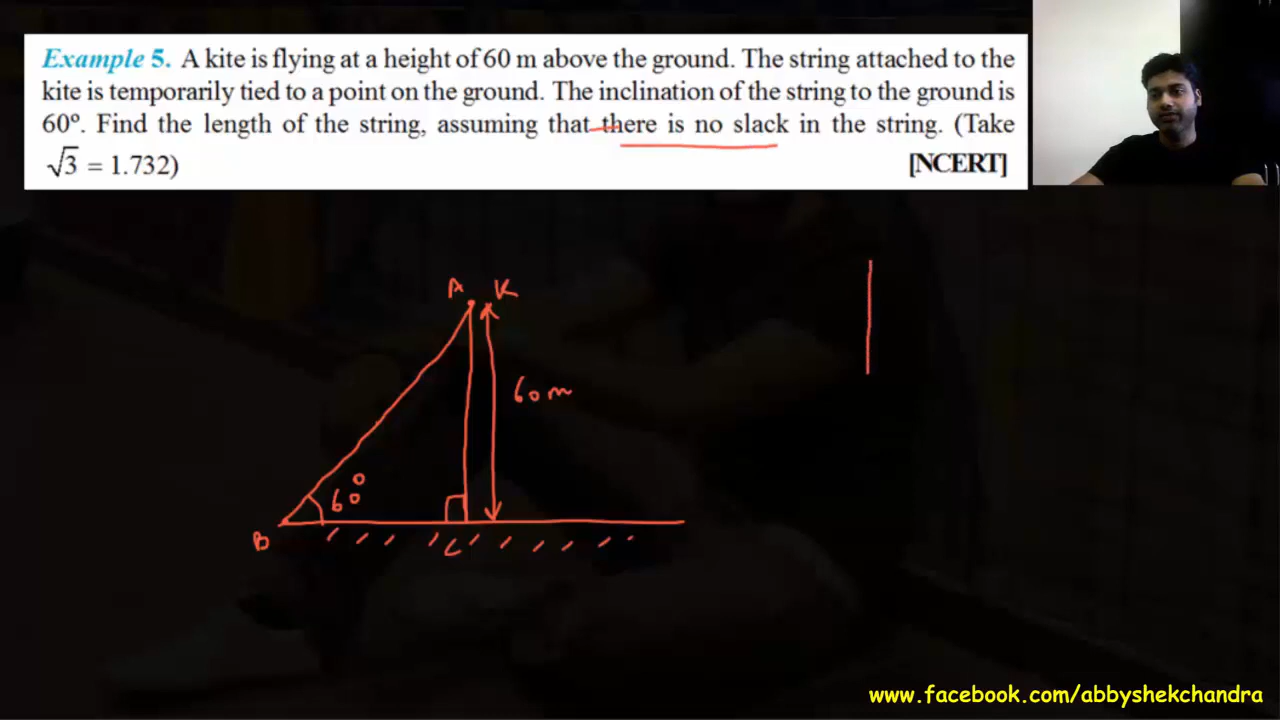 Example 5. A kite is flying at a height of 60 m above the ground. The string attached to the
kite is temporarily tied to a point on the ground. The inclination of the string to the ground is
60º. Find the length of the string, assuming that there is no slack in the string. (Take
√3 = 1.732) [NCERT]
A K
60m
60°
B C
www.facebook.com/abbyshekchandra